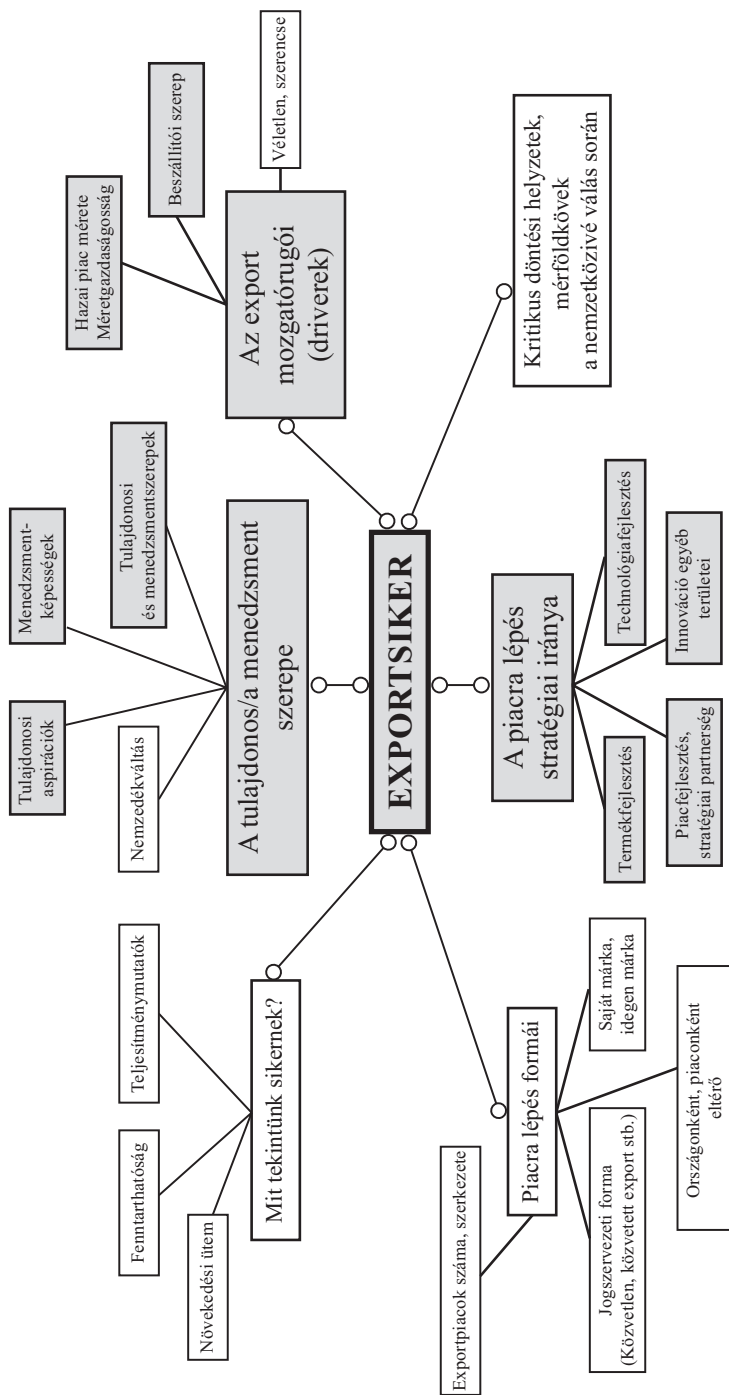 Fenntarthatóság
Teljesítménymutatók
Növekedési ütem
Mit tekintünk sikernek?
Tulajdonosi
aspirációk
Menedzsment-
képességek
Nemzedékváltás
Tulajdonosi
és menedzsmentszerepek
A tulajdonos/a menedzsment
szerepe
Hazai piac mérete
Méretgazdaságosság
Beszállítói szerep
Véletlen, szerencse
Az export
mozgatórugói
(driverek)
EXPORTSIKER
Exportpiacok száma, szerkezete
Piacra lépés formái
Jogszervezeti forma
(Közvetlen, közvetett export stb.)
Saját márka,
idegen márka
Országonként, piaconként
eltérő
A piacra lépés
stratégiai iránya
Termékfejlesztés
Technológiafejlesztés
Piacfejlesztés,
stratégiai partnerség
Innováció egyéb
területei
Kritikus döntési helyzetek,
mérföldkövek
a nemzetközivé válás során